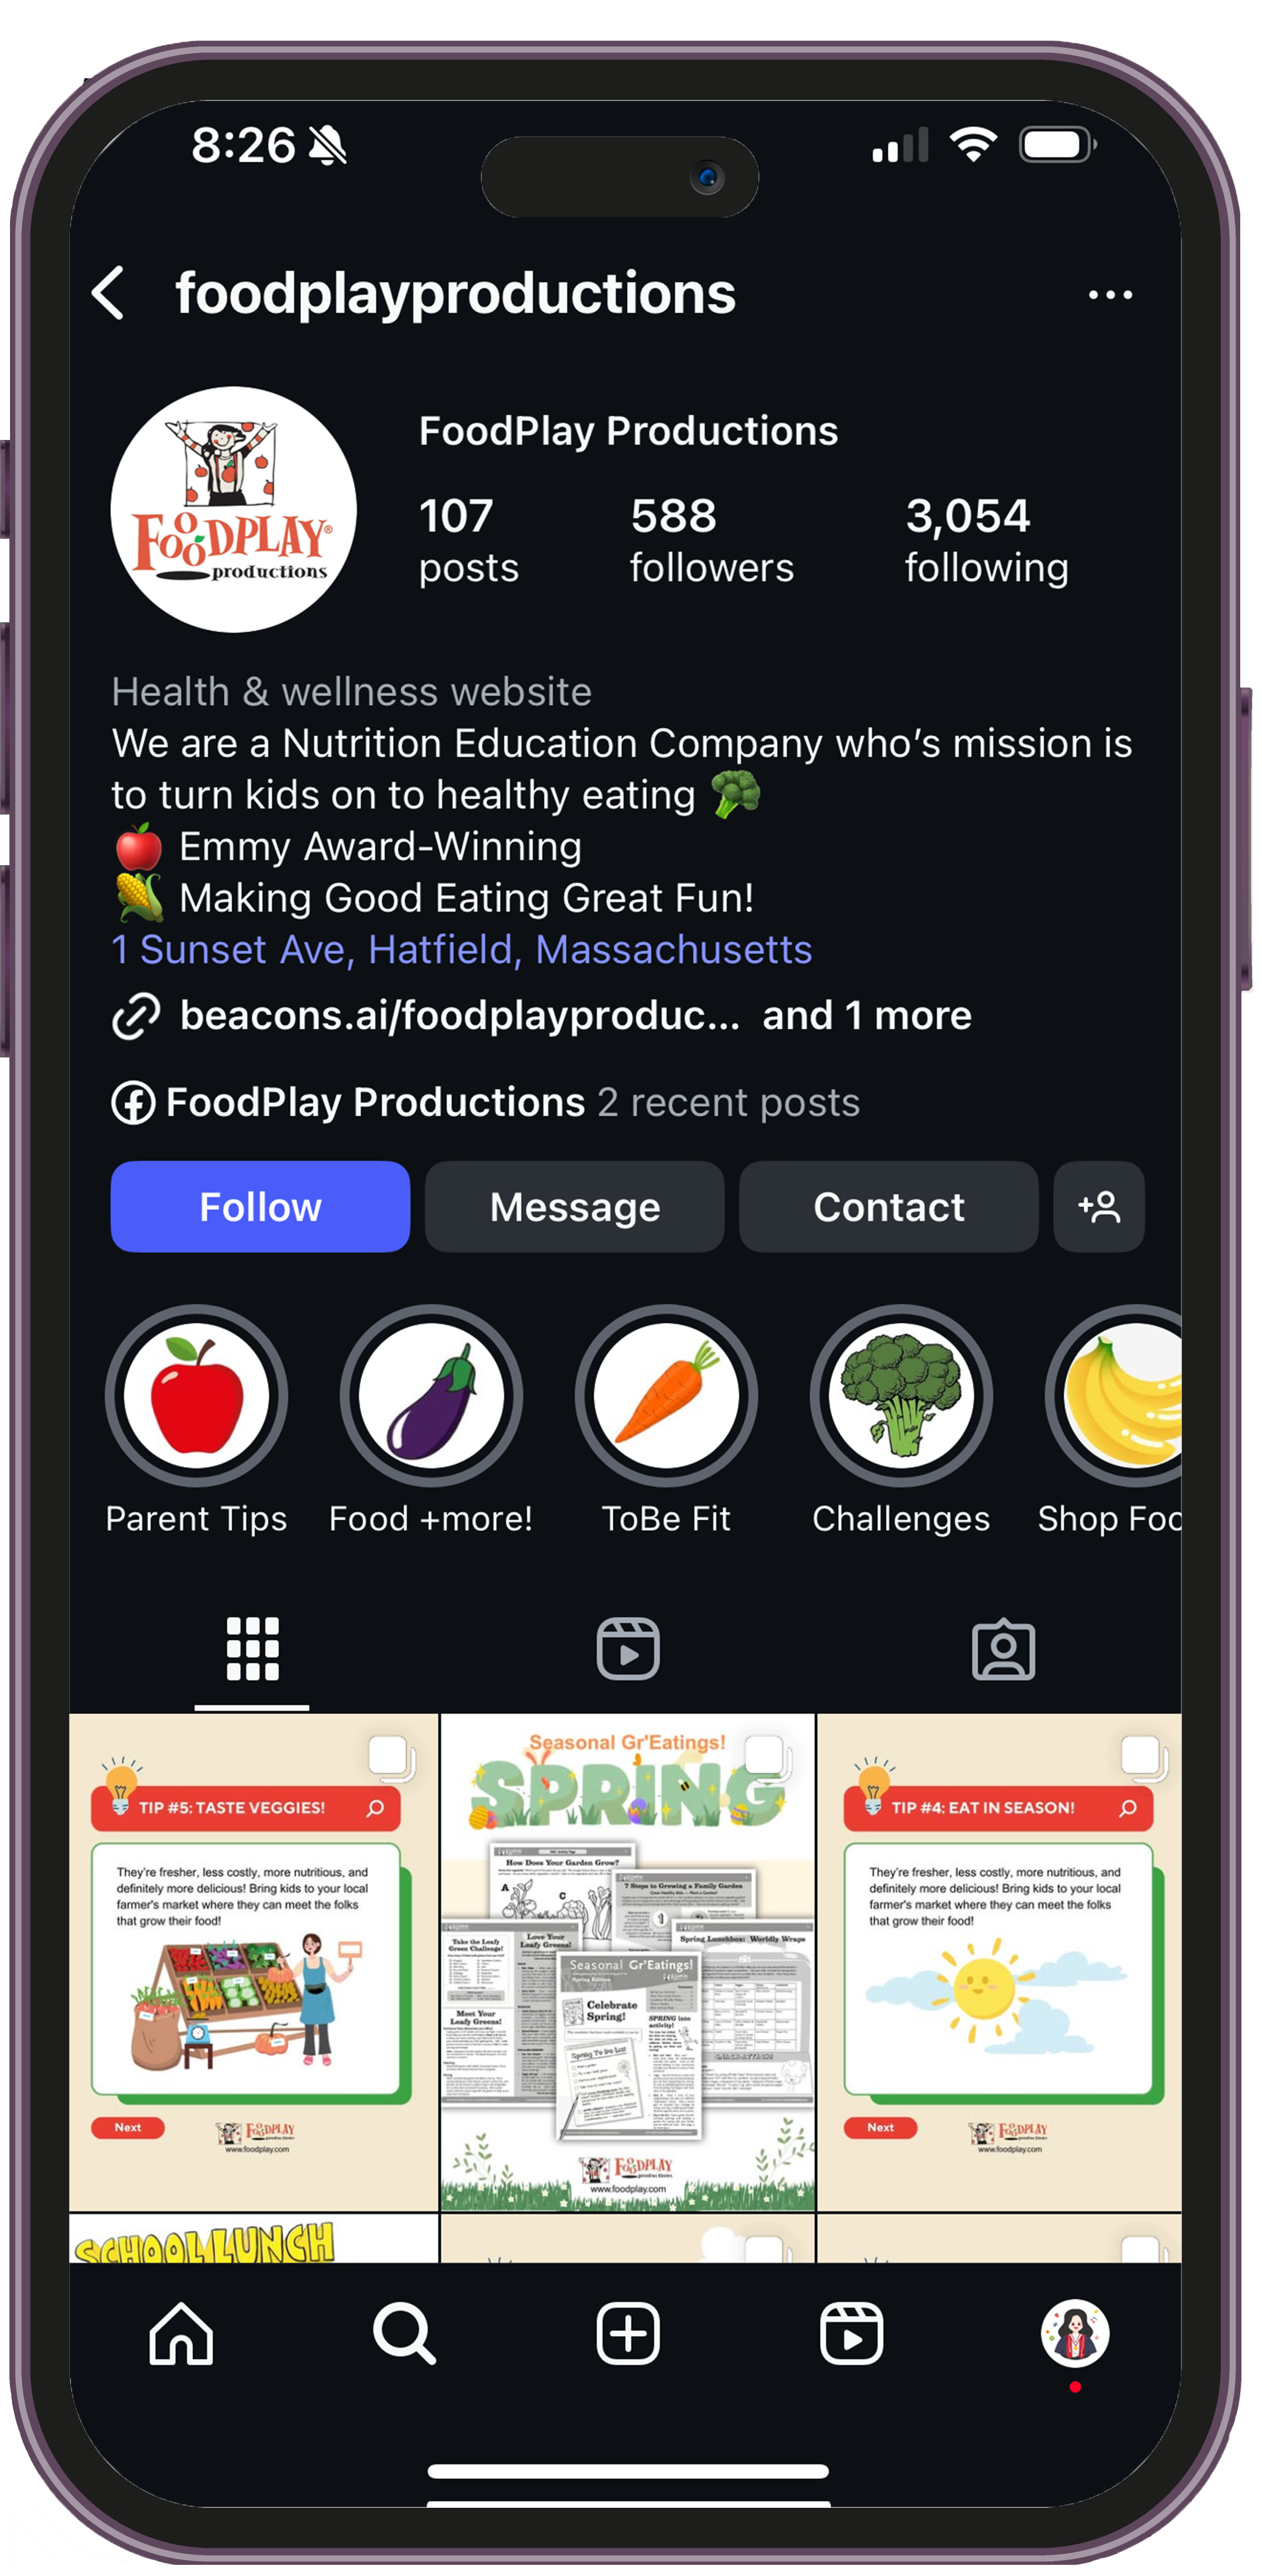 8:26
foodplayproductions
FOODPLAY®
productions
FoodPlay Productions
107
588
3,054
posts
followers
following
Health & wellness website
We are a Nutrition Education Company who's mission is
to turn kids on to healthy eating 🥦
🍎 Emmy Award-Winning
🌽 Making Good Eating Great Fun!
1 Sunset Ave, Hatfield, Massachusetts
beacons.ai/foodplayproduc... and 1 more
FoodPlay Productions 2 recent posts
Follow
Message
Contact
Parent Tips
Food +more!
ToBe Fit
Challenges
Shop Foo
TIP #5: TASTE VEGGIES!
They're fresher, less costly, more nutritious, and
definitely more delicious! Bring kids to your local
farmer's market where they can meet the folks
that grow their food!
Next
FOODPLAY
productions
www.foodplay.com
Seasonal Gr'Eatings!
SPRING
How Does Your Garden Grow?
A
C
7 Steps to Growing a Family Garden
Take the Leafy
Green Challenge!
Love Your
Leafy Greens!
Spring Lunchbox: Worldly Wraps
Meet Your
Leafy Greens!
Seasonal Gr'Eatings!
Spring Edition
Celebrate
Spring!
SPRING into
activity!
Spring To Do List
SNACK ATTACK!
FOODPLAY
productions
www.foodplay.com
TIP #4: EAT IN SEASON!
They're fresher, less costly, more nutritious, and
definitely more delicious! Bring kids to your local
farmer's market where they can meet the folks
that grow their food!
Next
FOODPLAY
productions
www.foodplay.com
SCHOOL LUNCH